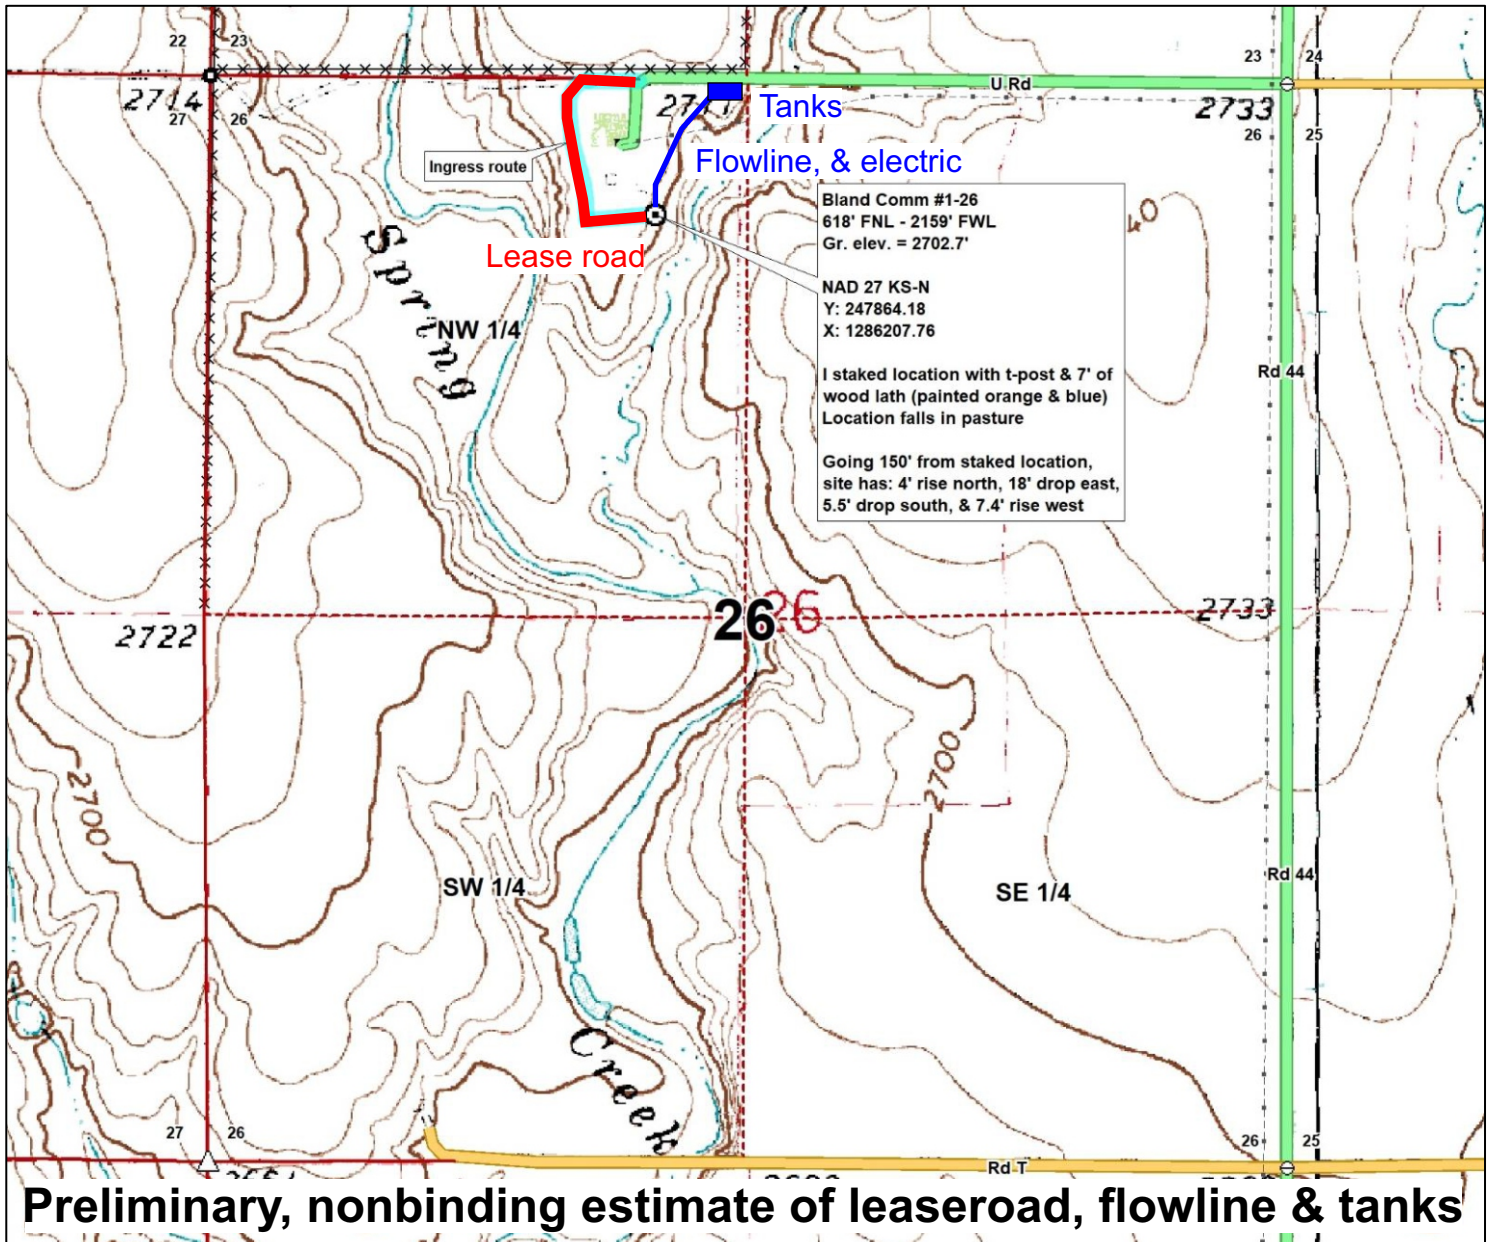 22 23
23 24
U Rd
2714
27 26
2733
26 25
Tanks
Ingress route
Flowline, & electric
Bland Comm #1-26
618' FNL - 2159' FWL
Gr. elev. = 2702.7'
NAD 27 KS-N
Y: 247864.18
X: 1286207.76
I staked location with t-post & 7' of
wood lath (painted orange & blue)
Location falls in pasture
Going 150' from staked location,
site has: 4' rise north, 18' drop east,
5.5' drop south, & 7.4' rise west
40
Lease road
Spring
NW 1/4
Rd 44
26 26
2722
2733
2700
2700
SW 1/4
SE 1/4
Rd 44
Creek
27 26
26 25
Rd T
Preliminary, nonbinding estimate of leaseroad, flowline & tanks